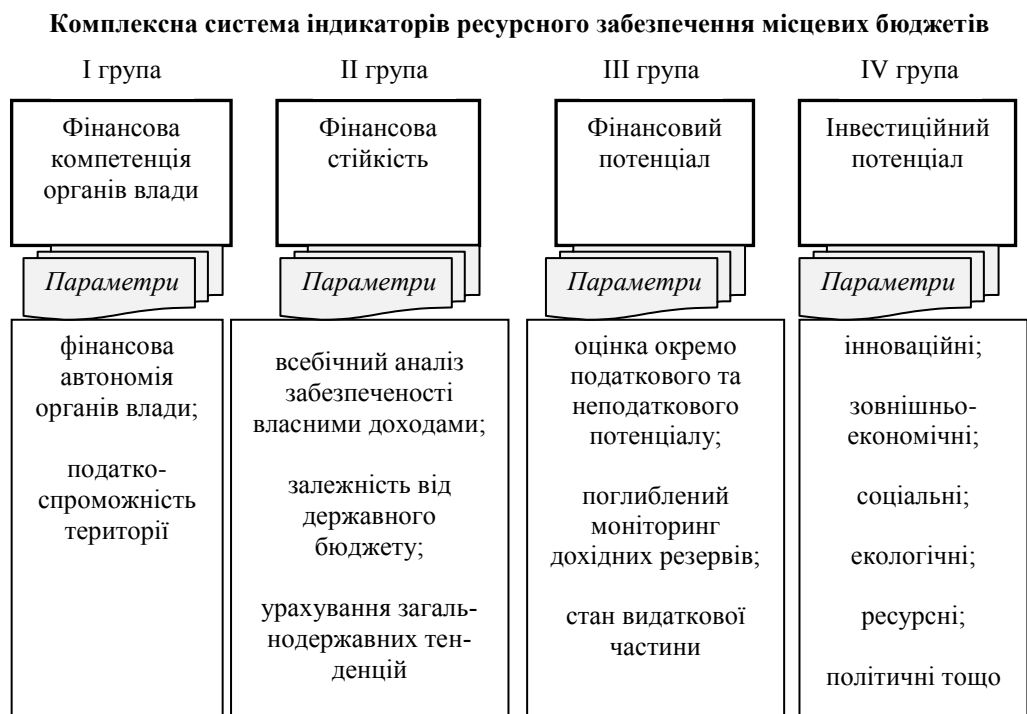 Комплексна система індикаторів ресурсного забезпечення місцевих бюджетів
І група
Фінансова
компетенція
органів влади
Параметри
фінансова
автономія
органів влади;
податко-
спроможність
території
ІІ група
Фінансова
стійкість
Параметри
всебічний аналіз
забезпеченості
власними доходами;
залежність від
державного
бюджету;
урахування загаль-
нодержавних тен-
денцій
ІІІ група
Фінансовий
потенціал
Параметри
оцінка окремо
податкового та
неподаткового
потенціалу;
поглиблений
моніторинг
дохідних резервів;
стан видаткової
частини
IV група
Інвестиційний
потенціал
Параметри
інноваційні;
зовнішньо-
економічні;
соціальні;
екологічні;
ресурсні;
політичні тощо